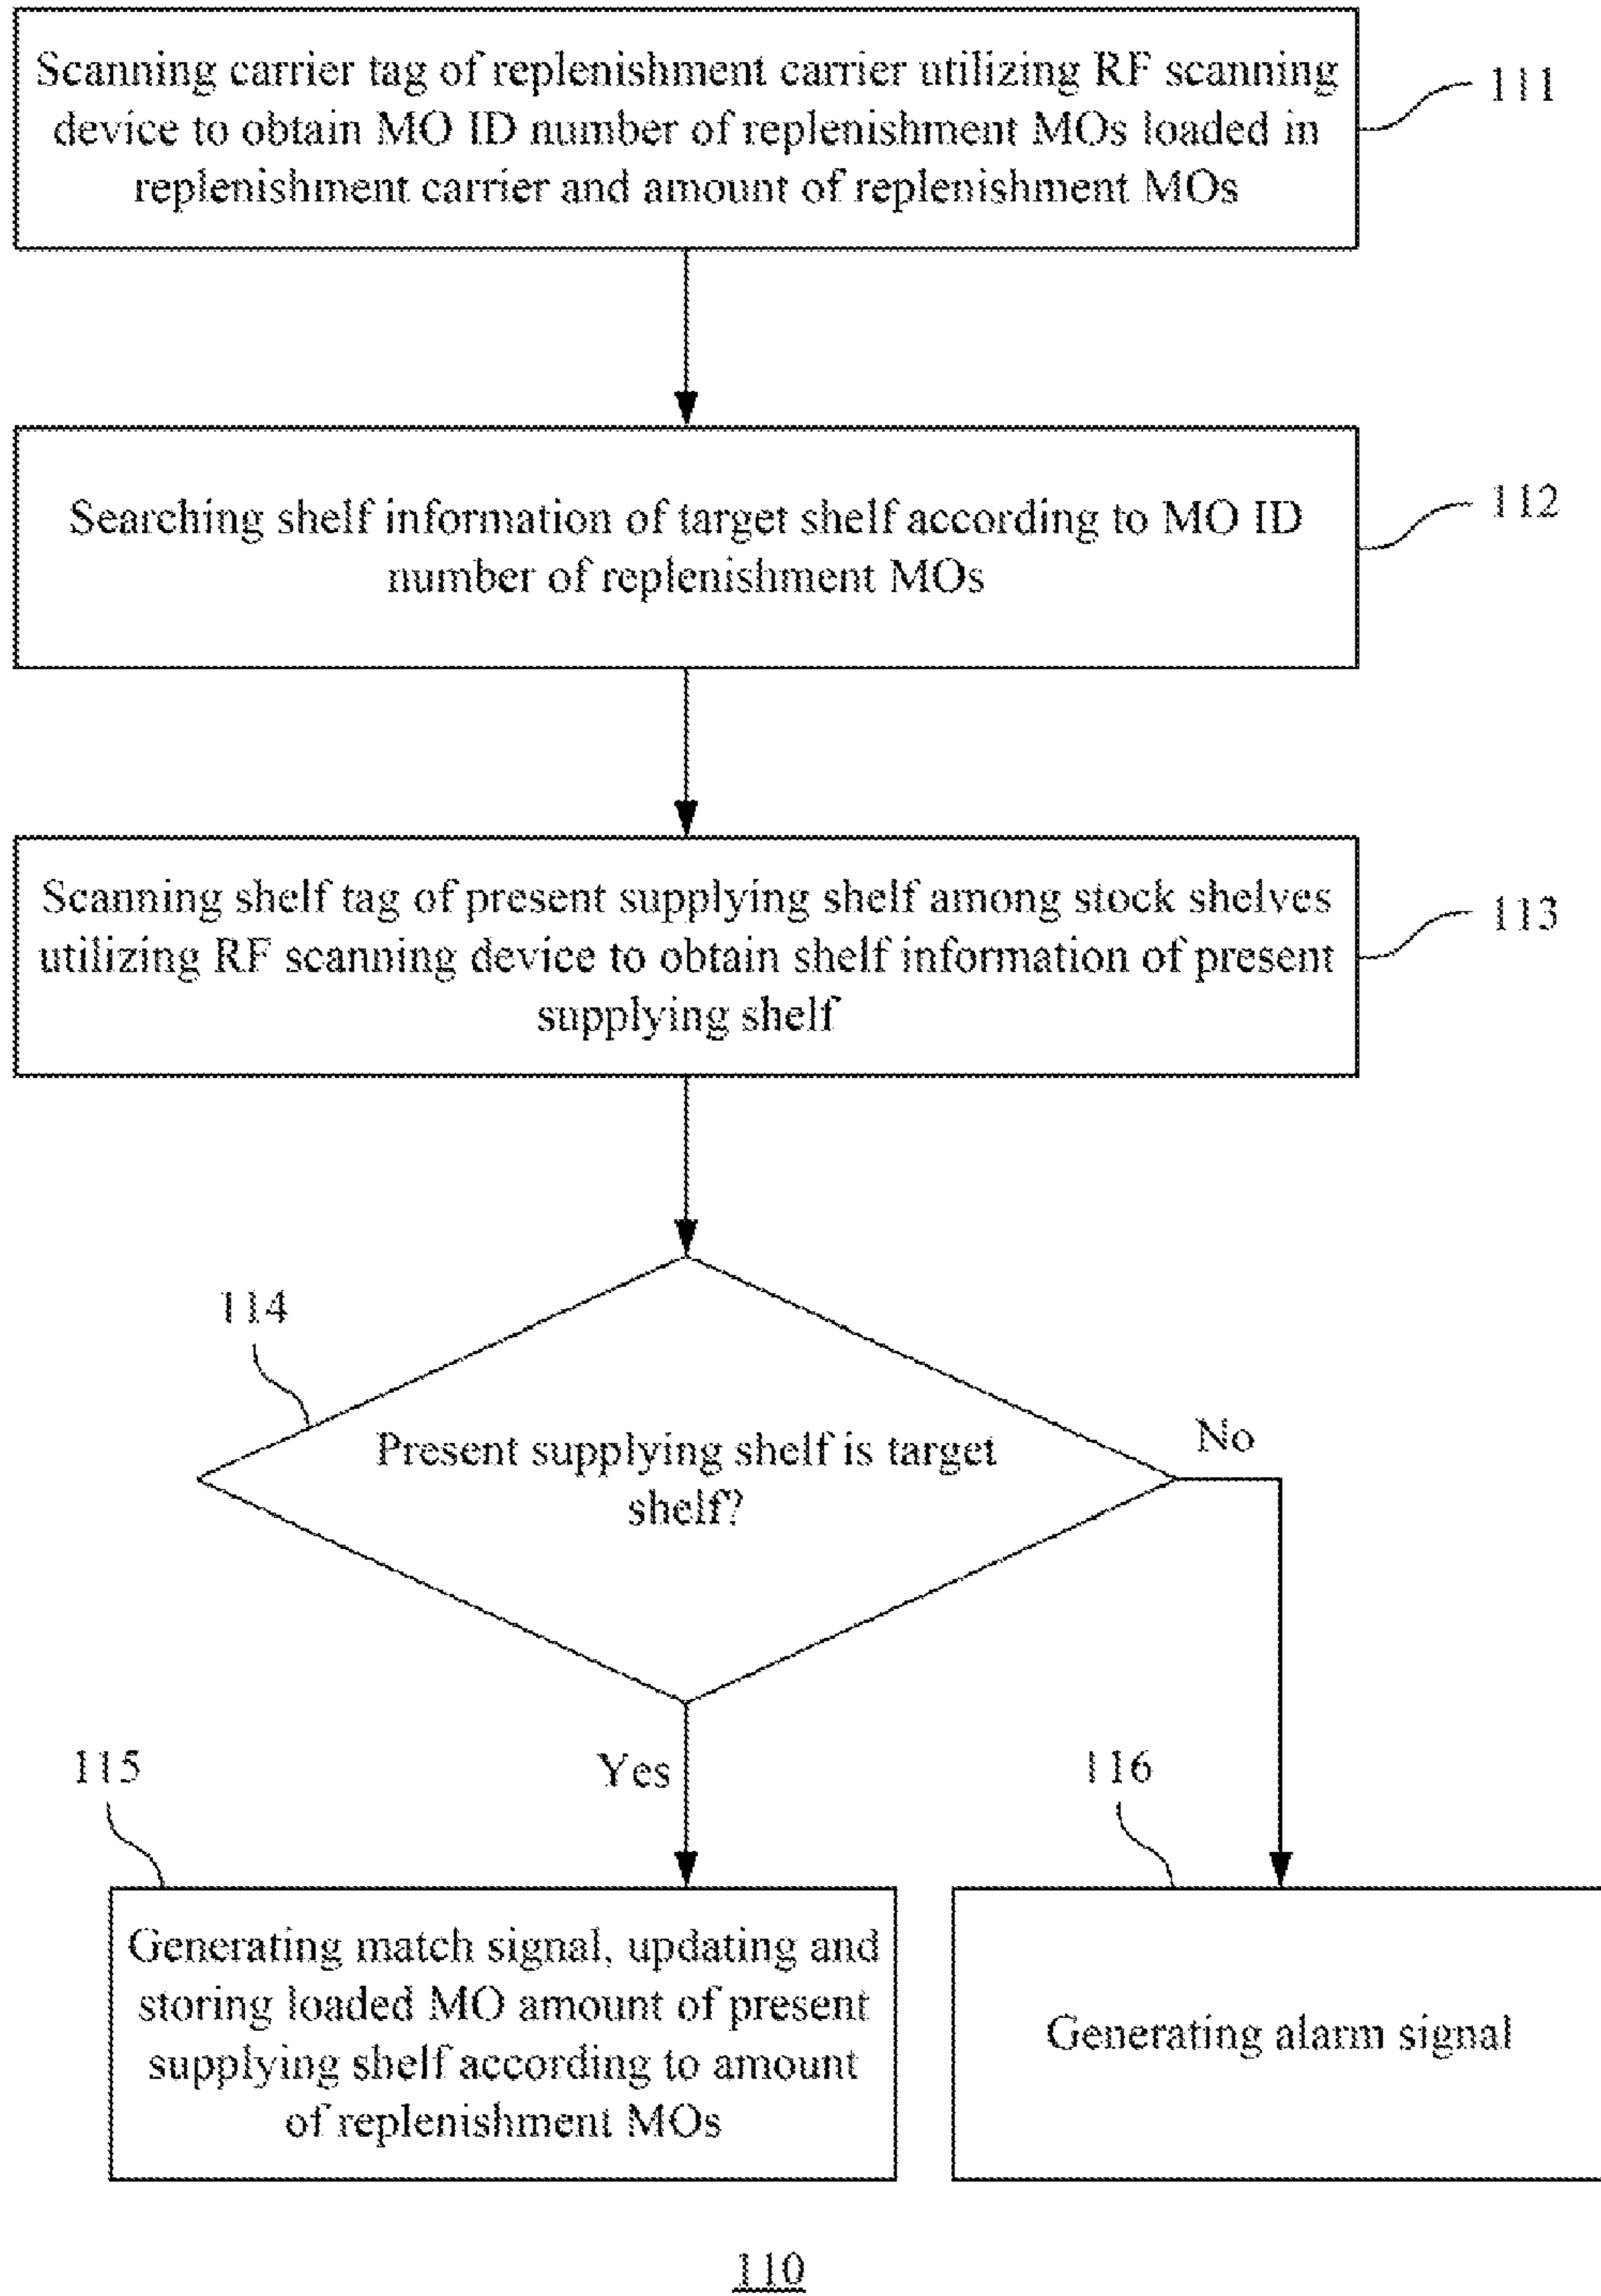 Scanning carrier tag of replenishment carrier utilizing RF scanning
device to obtain MO ID number of replenishment MOs loaded in
replenishment carrier and amount of replenishment MOs
111
Searching shelf information of target shelf according to MO ID
number of replenishment MOs
112
Scanning shelf tag of present supplying shelf among stock shelves
utilizing RF scanning device to obtain shelf information of present
supplying shelf
113
114
Present supplying shelf is target
shelf?
No
Yes
115
116
Generating match signal, updating and
storing loaded MO amount of present
supplying shelf according to amount
of replenishment MOs
Generating alarm signal
110